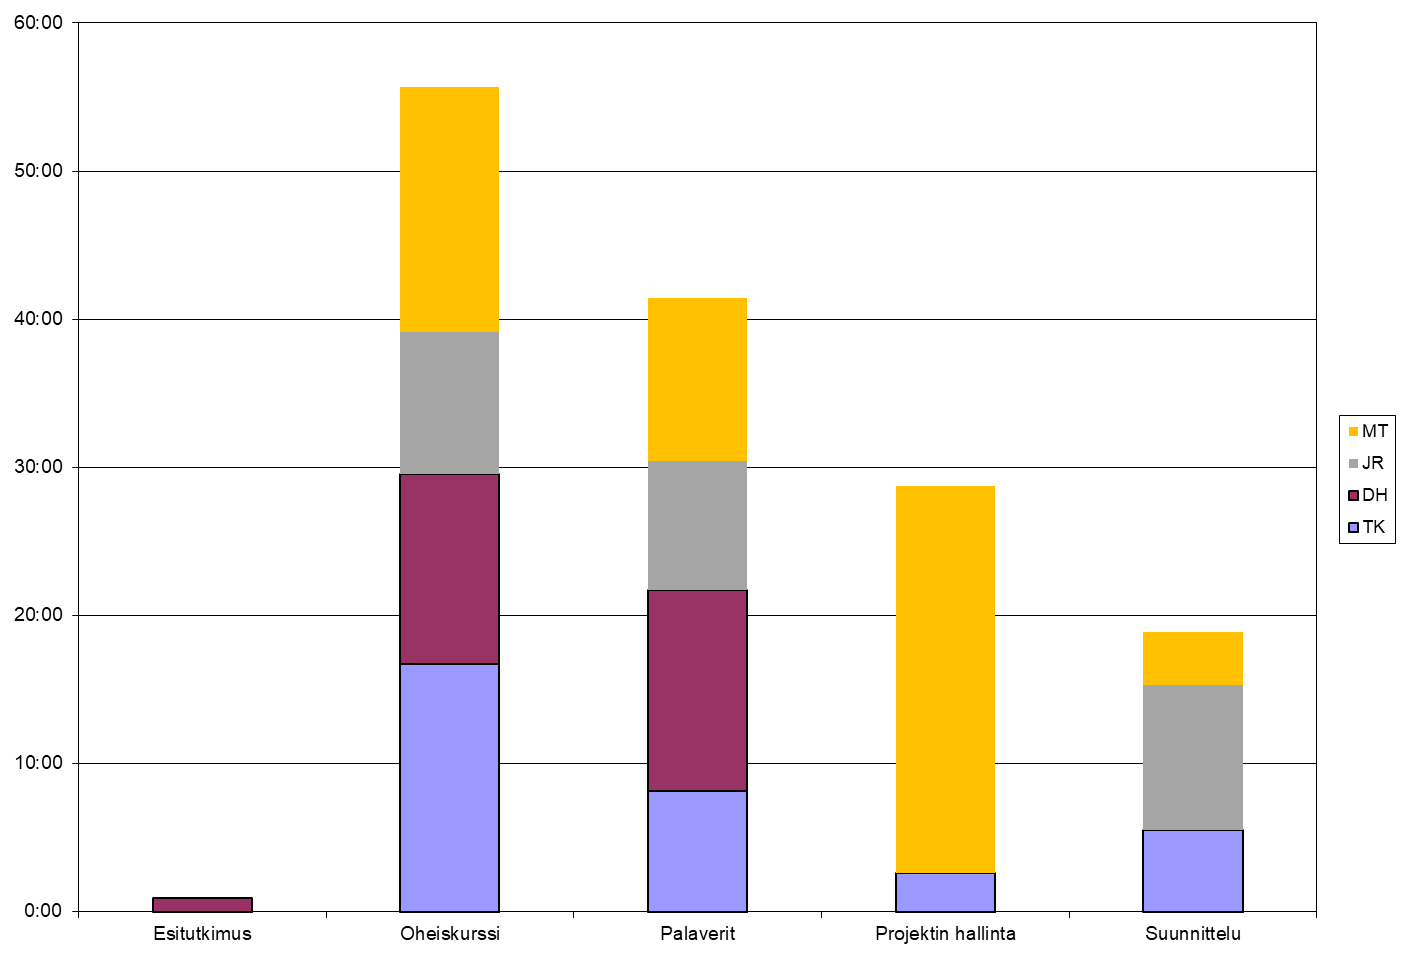 60:00
50:00
40:00
30:00
20:00
10:00
0:00
Esitutkimus
Oheiskurssi
Palaverit
Projektin hallinta
Suunnittelu
MT
JR
DH
TK